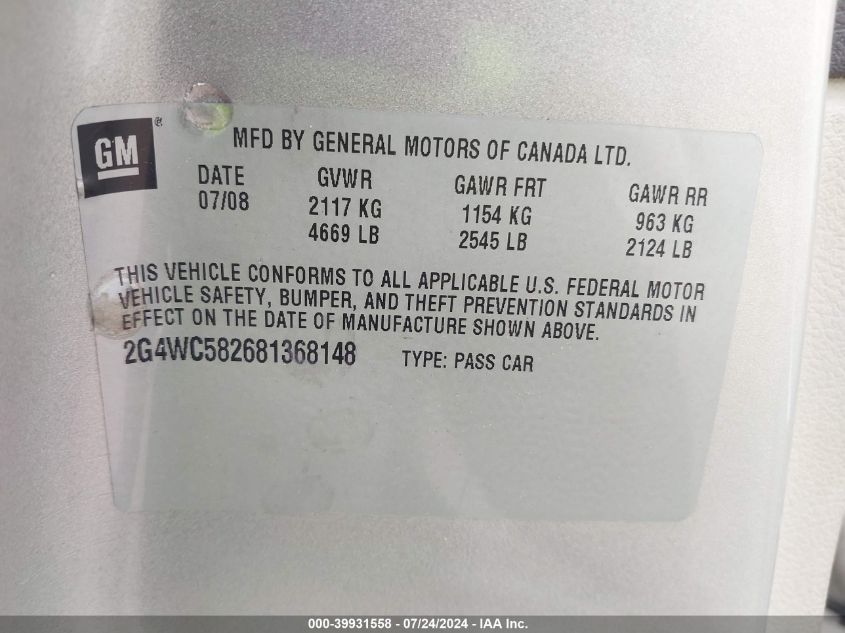 GM ®
MFD BY GENERAL MOTORS OF CANADA LTD.
DATE GVWR GAWR FRT GAWR RR
07/08 2117 KG 1154 KG 963 KG
4669 LB 2545 LB 2124 LB
THIS VEHICLE CONFORMS TO ALL APPLICABLE U.S. FEDERAL MOTOR
VEHICLE SAFETY, BUMPER, AND THEFT PREVENTION STANDARDS IN
EFFECT ON THE DATE OF MANUFACTURE SHOWN ABOVE.
2G4WC582681368148 TYPE: PASS CAR
000-39931558 - 07/24/2024 - IAA Inc.